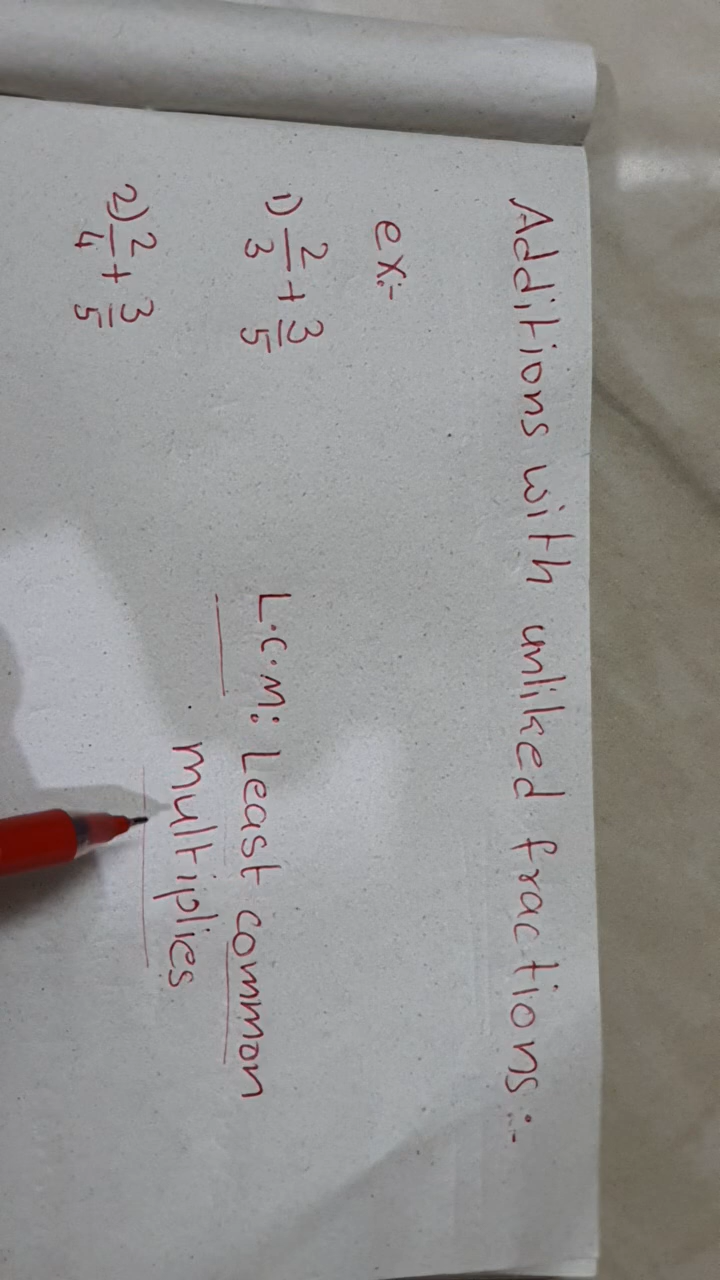 Additions with unliked fractions :-
ex:-
1) 2/3 + 3/5
2) 2/4 + 3/5
L.C.M: Least common
multiplies